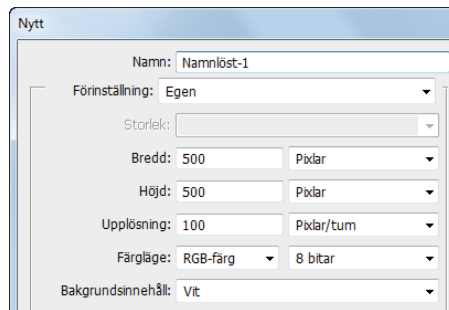 Nytt
Namn: Namnlöst-1
Förinställning: Egen
Storlek:
Bredd: 500 Pixlar
Höjd: 500 Pixlar
Upplösning: 100 Pixlar/tum
Färgläge: RGB-färg 8 bitar
Bakgrundsinnehåll: Vit